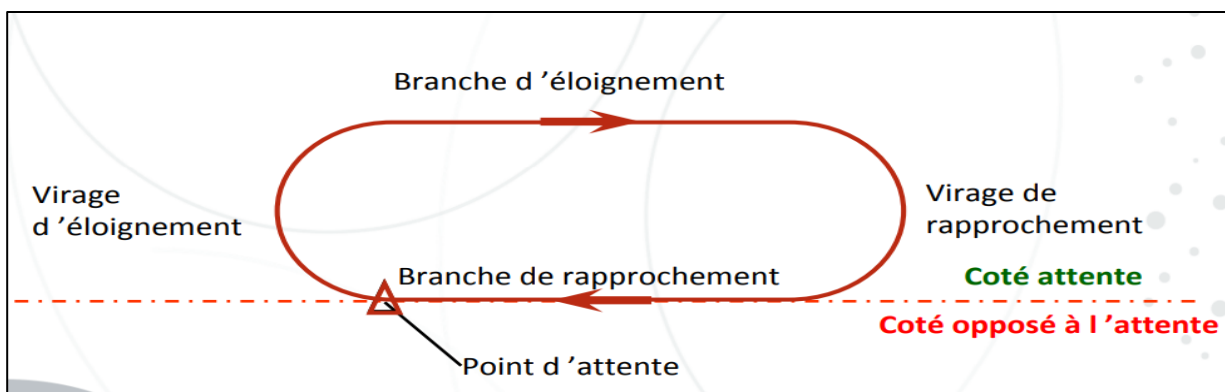 Branche d ’éloignement
Virage
d ’éloignement
Virage de
rapprochement
Branche de rapprochement
Coté attente
Coté opposé à l ’attente
Point d ’attente